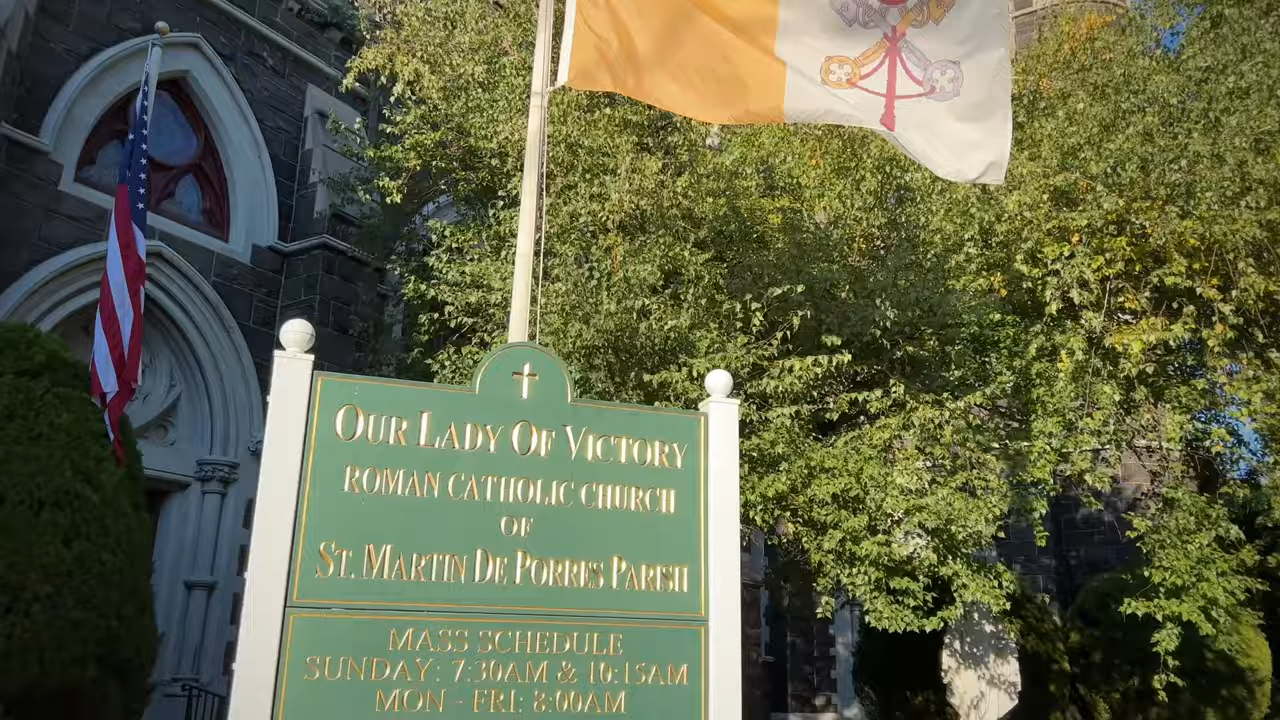 OUR LADY OF VICTORY
ROMAN CATHOLIC CHURCH
OF
ST. MARTIN DE PORRES PARISH
MASS SCHEDULE
SUNDAY: 7:30AM & 10:15AM
MON - FRI: 8:00AM